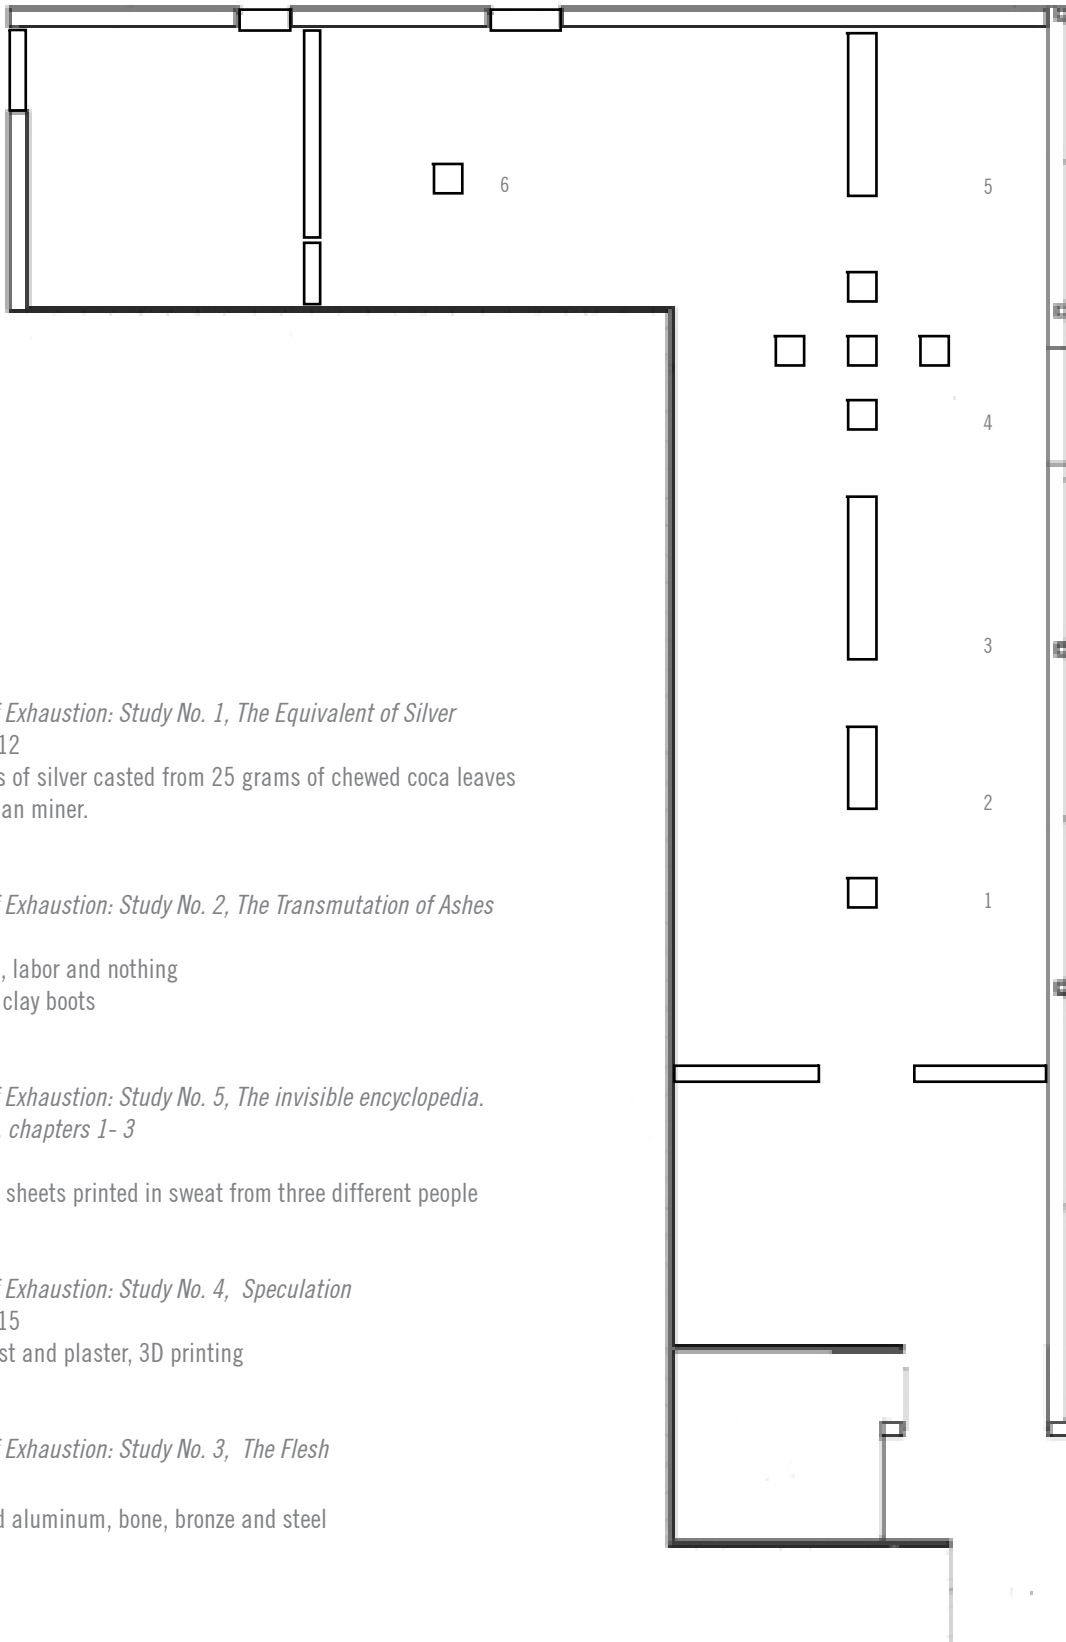 6
5
4
3
2
1
Exhaustion: Study No. 1, The Equivalent of Silver
12
s of silver casted from 25 grams of chewed coca leaves
an miner.
Exhaustion: Study No. 2, The Transmutation of Ashes
, labor and nothing
clay boots
Exhaustion: Study No. 5, The invisible encyclopedia.
chapters 1- 3
sheets printed in sweat from three different people
Exhaustion: Study No. 4,  Speculation
15
st and plaster, 3D printing
Exhaustion: Study No. 3,  The Flesh
d aluminum, bone, bronze and steel